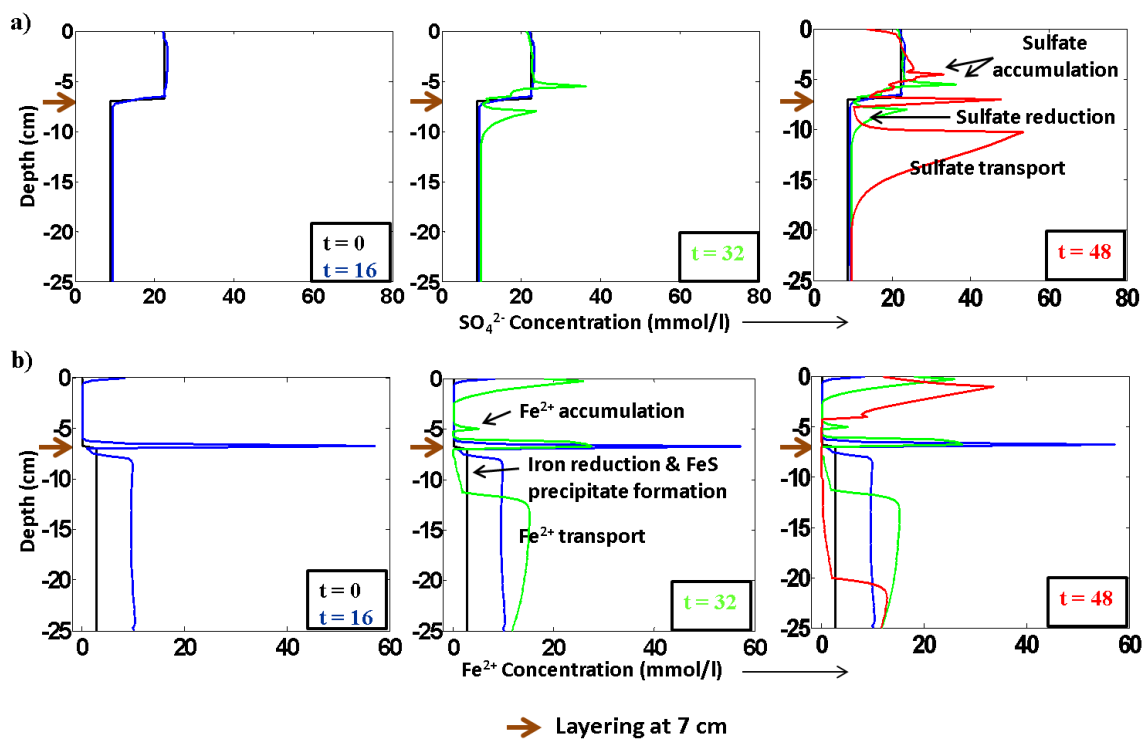 a)
0
-5
-10
-15
-20
-25
Depth (cm)
0 20 40 60 80
t = 0
t = 16
0
-5
-10
-15
-20
-25
0 20 40 60 80
t = 32
0
-5
-10
-15
-20
-25
0 20 40 60 80
Sulfate
accumulation
Sulfate reduction
Sulfate transport
t = 48
SO₄²⁻ Concentration (mmol/l)
b)
0
-5
-10
-15
-20
-25
Depth (cm)
0 20 40 60
t = 0
t = 16
0
-5
-10
-15
-20
-25
0 20 40 60
Fe²⁺ accumulation
Iron reduction & FeS
precipitate formation
Fe²⁺ transport
t = 32
0
-5
-10
-15
-20
-25
0 20 40 60
t = 48
Fe²⁺ Concentration (mmol/l)
Layering at 7 cm